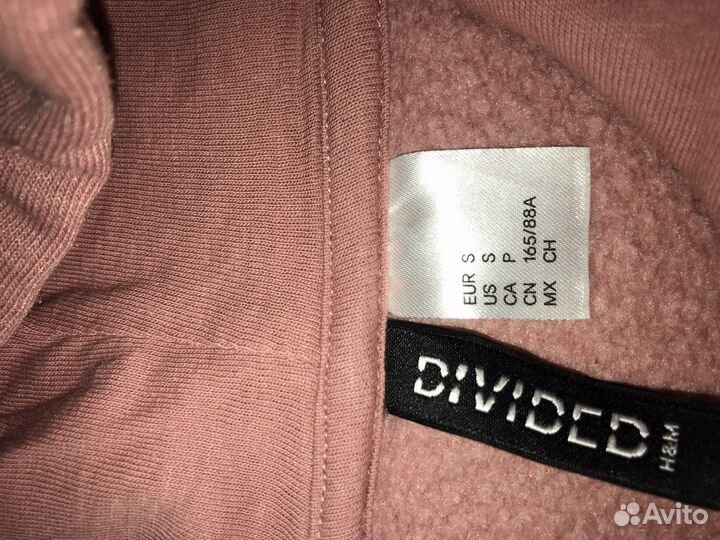 EUR S
US S
CA P
CN 165/88A
MX CH
DIVIDED
H&M
Avito